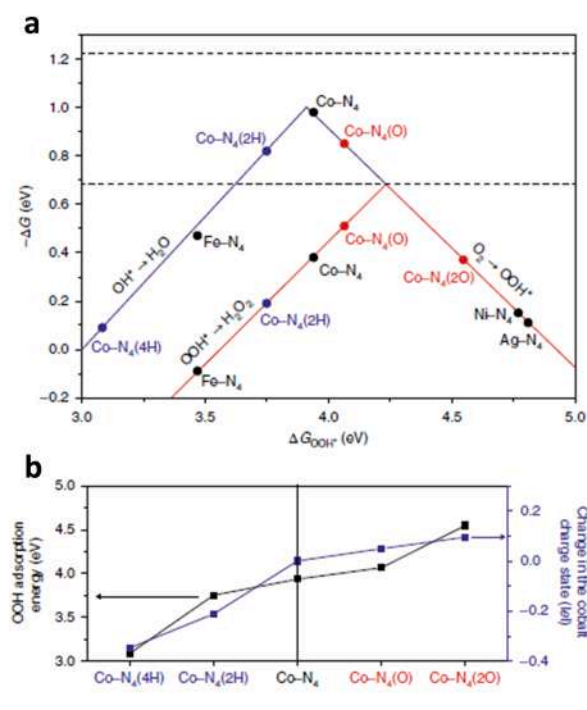 a
1.2
1.0
0.8
0.6
0.4
0.2
0.0
−0.2
−ΔG (eV)
Co–N4
Co–N4(2H)
Co–N4(O)
Fe–N4
OH* → H2O
Co–N4(O)
Co–N4
O2 → OOH*
Co–N4(2O)
OOH* → H2O2
Co–N4(2H)
Ni–N4
Ag–N4
Co–N4(4H)
Fe–N4
3.0 3.5 4.0 4.5 5.0
ΔGOOH* (eV)
b
5.0
4.5
4.0
3.5
3.0
OOH adsorption
energy (eV)
0.2
0.0
−0.2
−0.4
Change in the cobalt
charge state (lel)
Co–N4(4H) Co–N4(2H) Co–N4 Co–N4(O) Co–N4(2O)